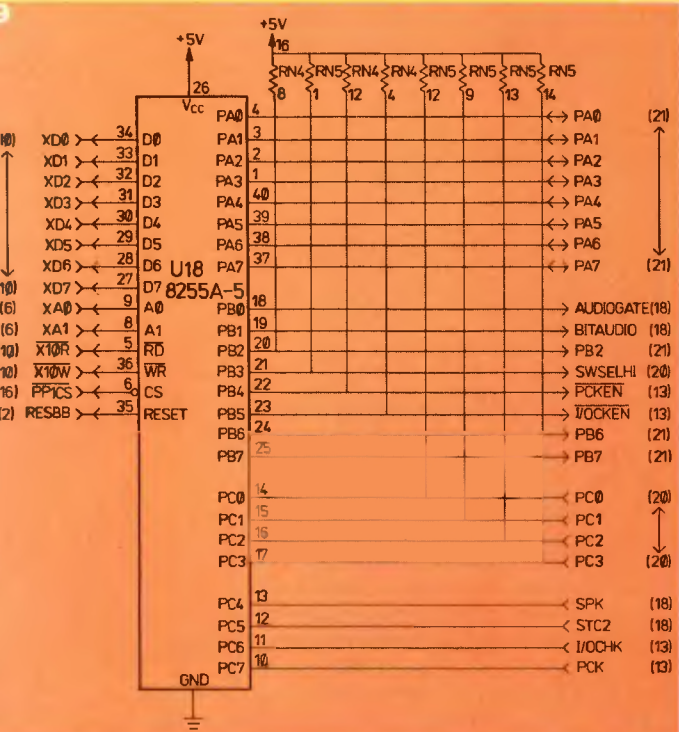 9
+5V
+5V
16
RN4 RN5 RN4 RN4 RN5 RN5 RN5 RN5
8 1 12 4 12 9 13 14
26
VCC
PA0 4 PA0 (21)
XD0 34 D0 PA1 3 PA1
XD1 33 D1 PA2 2 PA2
XD2 32 D2 PA3 1 PA3
XD3 31 D3 PA4 40 PA4
XD4 30 D4 PA5 39 PA5
XD5 29 D5 PA6 38 PA6
XD6 28 D6 PA7 37 PA7 (21)
U18
10) XD7 27 D7 8255A-5
(6) XA0 9 A0 PB0 18 AUDIOGATE(18)
(6) XA1 8 A1 PB1 19 BITAUDIO (18)
10) X10R 5 RD PB2 20 PB2 (21)
10) X10W 36 WR PB3 21 SWSELHI (20)
16) PPICS 6 CS PB4 22 PCKEN (13)
2) RESBB 35 RESET PB5 23 I/OCKEN (13)
PB6 24 PB6 (21)
PB7 25 PB7 (21)
PC0 14 PC0 (20)
PC1 15 PC1
PC2 16 PC2
PC3 17 PC3 (20)
PC4 13 SPK (18)
PC5 12 STC2 (18)
PC6 11 I/OCHK (13)
PC7 10 PCK (13)
GND